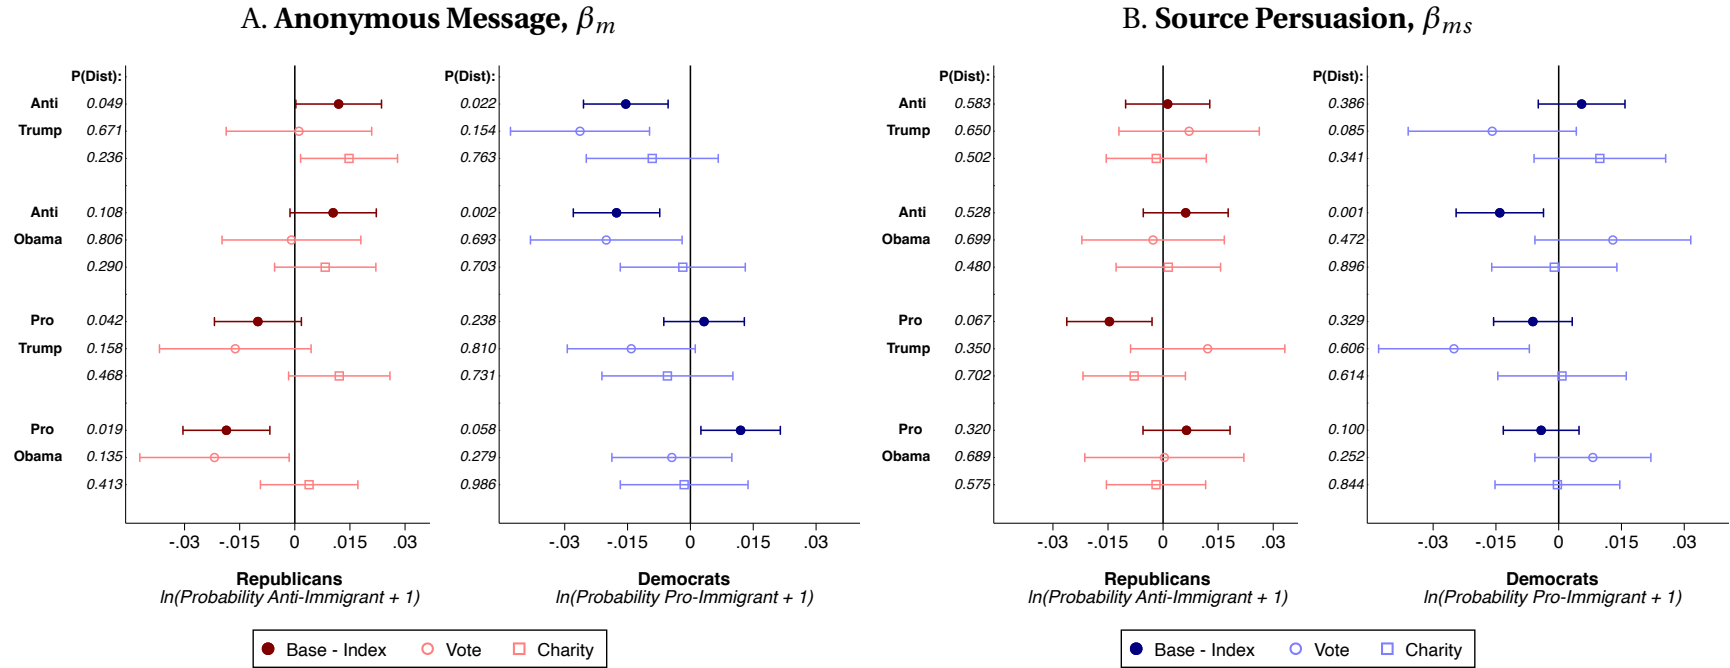 A. Anonymous Message, βm
B. Source Persuasion, βms
P(Dist):
P(Dist):
P(Dist):
P(Dist):
Anti 0.049 0.022 Anti 0.583 0.386
Trump 0.671 0.154 Trump 0.650 0.085
0.236 0.763 0.502 0.341
Anti 0.108 0.002 Anti 0.528 0.001
Obama 0.806 0.693 Obama 0.699 0.472
0.290 0.703 0.480 0.896
Pro 0.042 0.238 Pro 0.067 0.329
Trump 0.158 0.810 Trump 0.350 0.606
0.468 0.731 0.702 0.614
Pro 0.019 0.058 Pro 0.320 0.100
Obama 0.135 0.279 Obama 0.689 0.252
0.413 0.986 0.575 0.844
-.03 -.015 0 .015 .03 -.03 -.015 0 .015 .03 -.03 -.015 0 .015 .03 -.03 -.015 0 .015 .03
Republicans Democrats Republicans Democrats
ln(Probability Anti-Immigrant + 1) ln(Probability Pro-Immigrant + 1) ln(Probability Anti-Immigrant + 1) ln(Probability Pro-Immigrant + 1)
Base - Index Vote Charity Base - Index Vote Charity